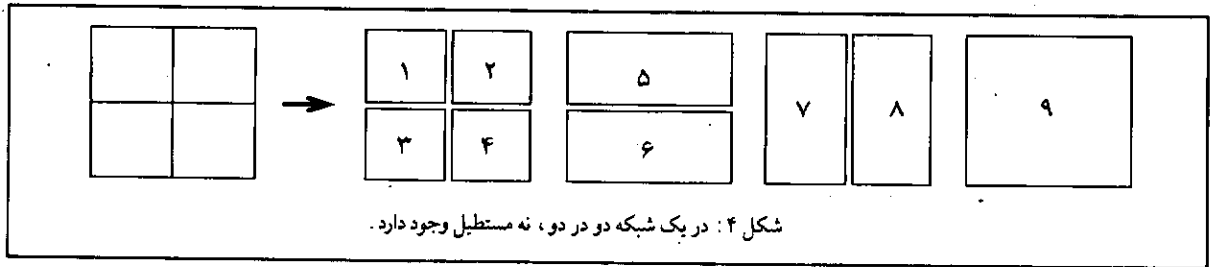 ۱ ۲ ۵ ۷ ۸ ۹
۳ ۴ ۶
شکل ۴ : در یک شبکه دو در دو ، نه مستطیل وجود دارد .